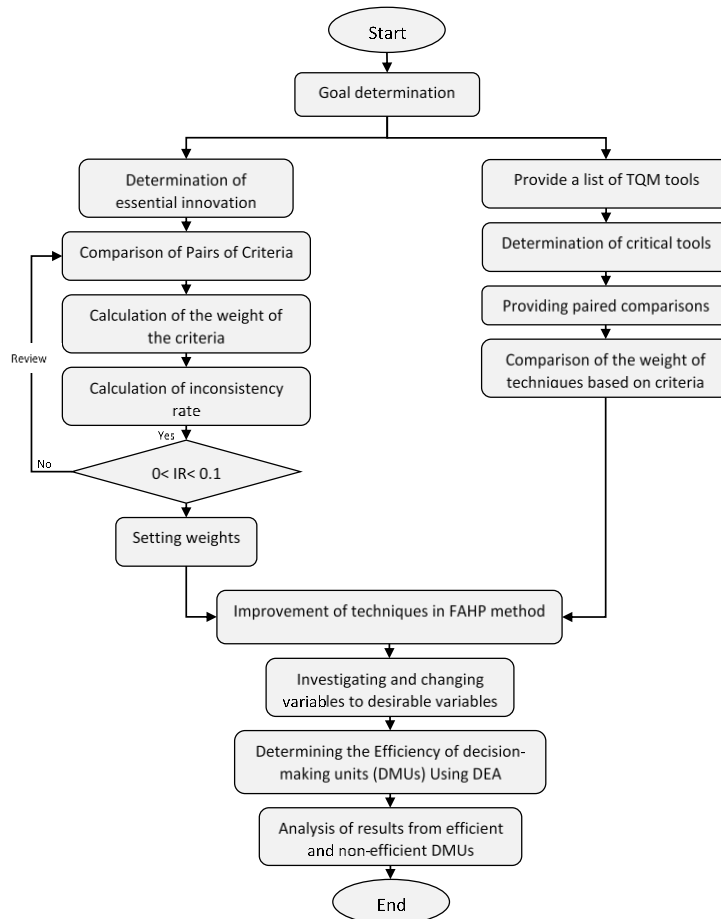 Start
Goal determination
Determination of
essential innovation
Provide a list of TQM tools
Comparison of Pairs of Criteria
Determination of critical tools
Calculation of the weight of
the criteria
Providing paired comparisons
Review
Comparison of the weight of
techniques based on criteria
Calculation of inconsistency
rate
Yes
No
0< IR< 0.1
Setting weights
Improvement of techniques in FAHP method
Investigating and changing
variables to desirable variables
Determining the Efficiency of decision-
making units (DMUs) Using DEA
Analysis of results from efficient
and non-efficient DMUs
End